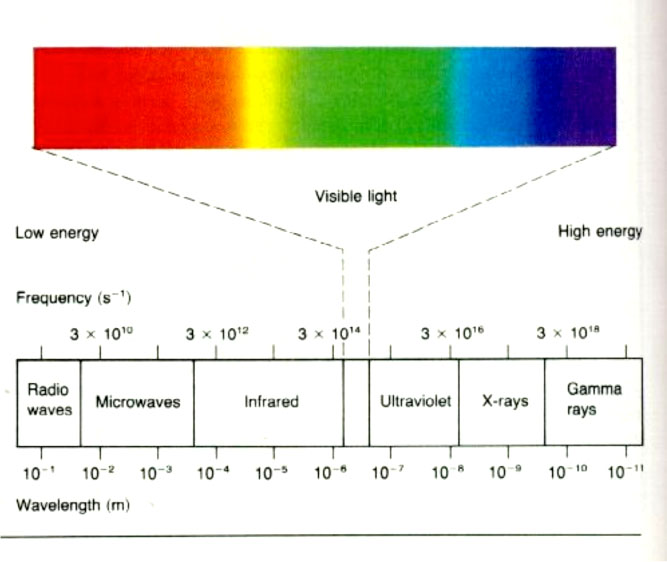 Visible light
Low energy High energy
Frequency (s⁻¹)
3 × 10¹⁰ 3 × 10¹² 3 × 10¹⁴ 3 × 10¹⁶ 3 × 10¹⁸
Radio waves Microwaves Infrared Ultraviolet X-rays Gamma rays
10⁻¹ 10⁻² 10⁻³ 10⁻⁴ 10⁻⁵ 10⁻⁶ 10⁻⁷ 10⁻⁸ 10⁻⁹ 10⁻¹⁰ 10⁻¹¹
Wavelength (m)